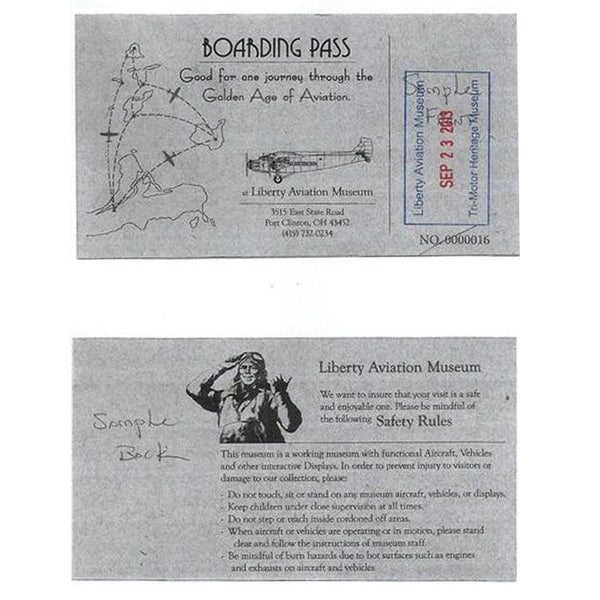 BOARDING PASS
Good for one journey through the
Golden Age of Aviation.
at Liberty Aviation Museum
3515 East State Road
Port Clinton, OH 43452
(419) 732-0234
Liberty Aviation Museum
SEP 23 2013
Tri-Motor Heritage Museum
Sample
NO. 0000016
Liberty Aviation Museum
We want to insure that your visit is a safe
and enjoyable one. Please be mindful of
the following Safety Rules
Sample
Back
This museum is a working museum with functional Aircraft, Vehicles
and other interactive Displays. In order to prevent injury to visitors or
damage to our collection, please:
- Do not touch, sit or stand on any museum aircraft, vehicles, or displays.
- Keep children under close supervision at all times.
- Do not step or reach inside cordoned off areas.
- When aircraft or vehicles are operating or in motion, please stand
clear and follow the instructions of museum staff.
- Be mindful of burn hazards due to hot surfaces such as engines
and exhausts on aircraft and vehicles